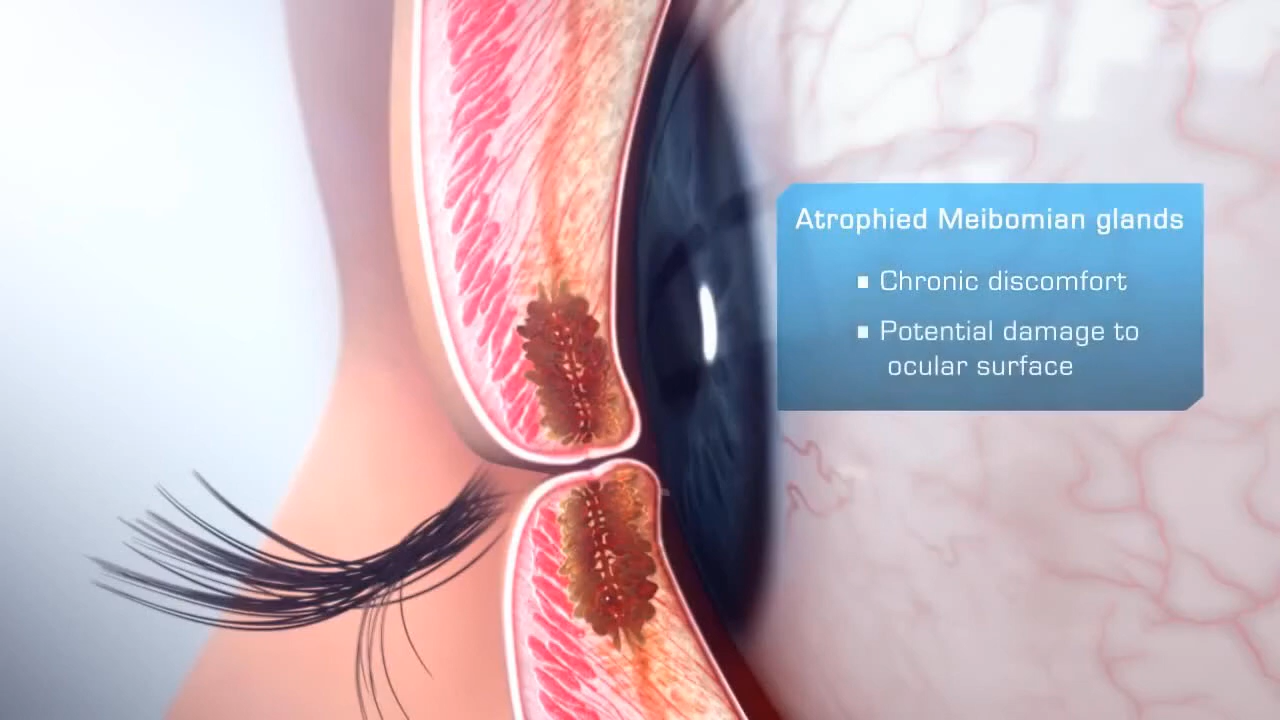 Atrophied Meibomian glands
▪ Chronic discomfort
▪ Potential damage to
ocular surface